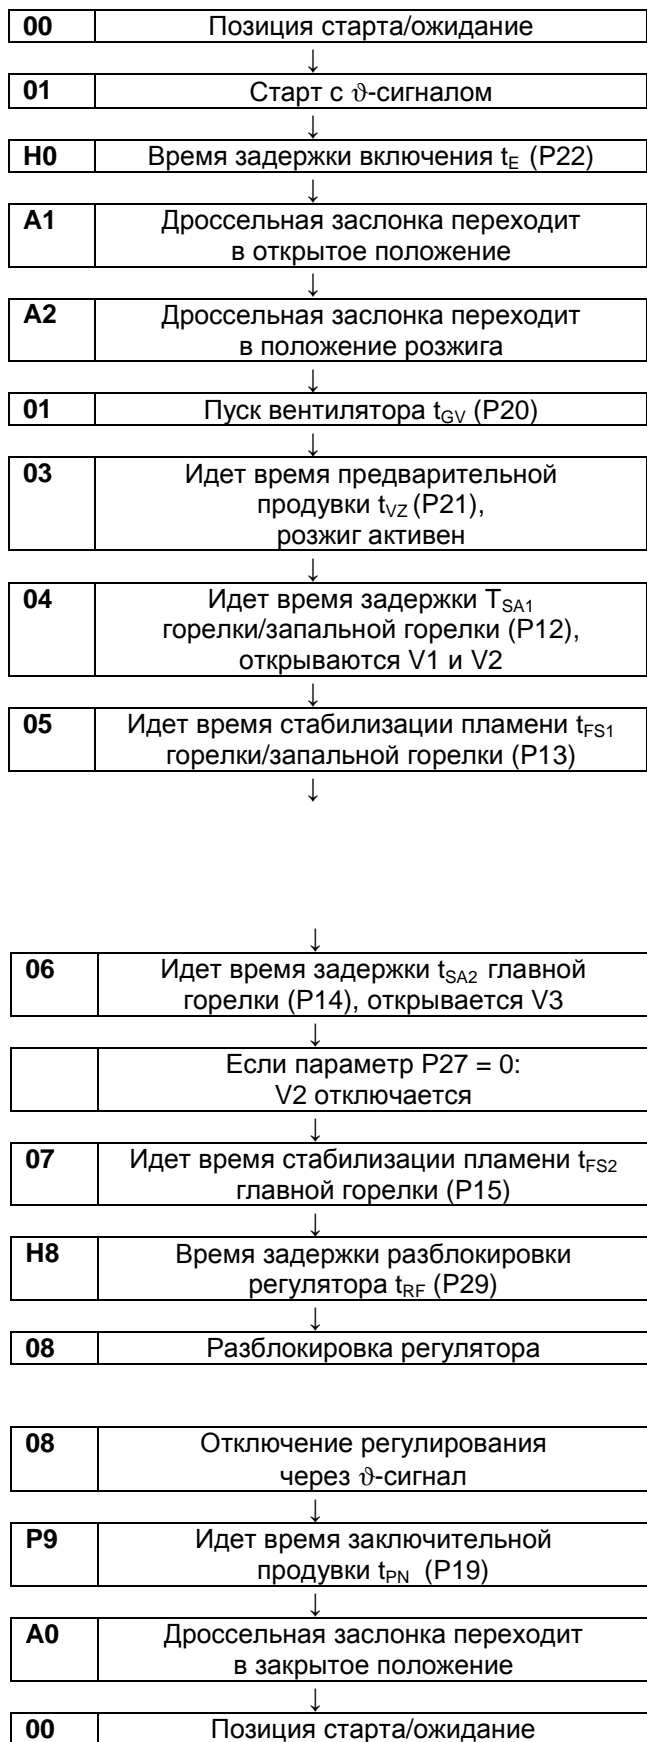 00 Позиция старта/ожидание
↓
01 Старт с ϑ-сигналом
↓
H0 Время задержки включения tE (P22)
↓
A1 Дроссельная заслонка переходит
в открытое положение
↓
A2 Дроссельная заслонка переходит
в положение розжига
↓
01 Пуск вентилятора tGV (P20)
↓
03 Идет время предварительной
продувки tVZ (P21),
розжиг активен
↓
04 Идет время задержки TSA1
горелки/запальной горелки (P12),
открываются V1 и V2
↓
05 Идет время стабилизации пламени tFS1
горелки/запальной горелки (P13)
↓
↓
06 Идет время задержки tSA2 главной
горелки (P14), открывается V3
↓
Если параметр P27 = 0:
V2 отключается
↓
07 Идет время стабилизации пламени tFS2
главной горелки (P15)
↓
H8 Время задержки разблокировки
регулятора tRF (P29)
↓
08 Разблокировка регулятора
08 Отключение регулирования
через ϑ-сигнал
↓
P9 Идет время заключительной
продувки tPN (P19)
↓
A0 Дроссельная заслонка переходит
в закрытое положение
↓
00 Позиция старта/ожидание